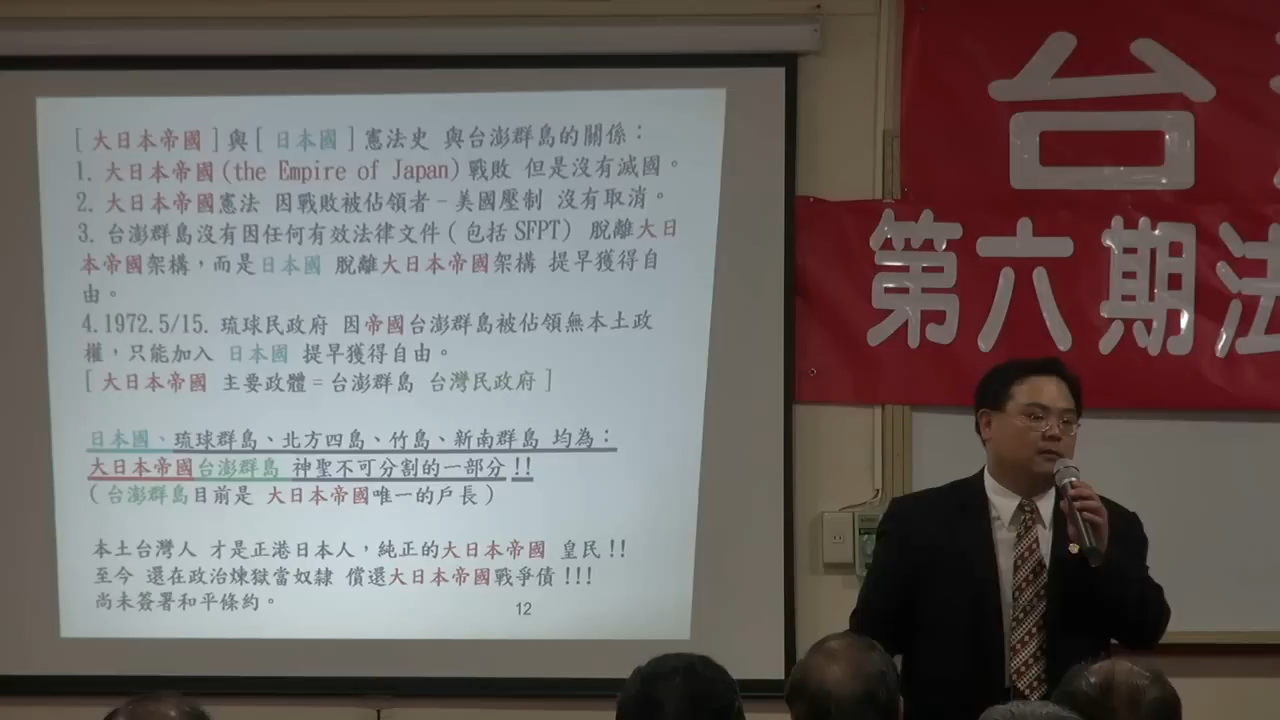 [ 大日本帝國 ] 與 [ 日本國 ] 憲法史 與台澎群島的關係：
1. 大日本帝國(the Empire of Japan)戰敗 但是沒有滅國。
2. 大日本帝國憲法 因戰敗被佔領者-美國壓制 沒有取消。
3. 台澎群島沒有因任何有效法律文件 ( 包括 SFPT) 脫離大日
本帝國架構，而是日本國 脫離大日本帝國架構 提早獲得自
由。
4.1972.5/15. 琉球民政府 因帝國台澎群島被佔領無本土政
權，只能加入 日本國 提早獲得自由。
[ 大日本帝國 主要政體=台澎群島 台灣民政府 ]
日本國、琉球群島、北方四島、竹島、新南群島 均為：
大日本帝國台澎群島 神聖不可分割的一部分 !!
( 台澎群島目前是 大日本帝國唯一的戶長 )
本土台灣人 才是正港日本人，純正的大日本帝國 皇民 !!
至今 還在政治煉獄當奴隸 償還大日本帝國戰爭債 !!!
尚未簽署和平條約。
12
台
第六期法